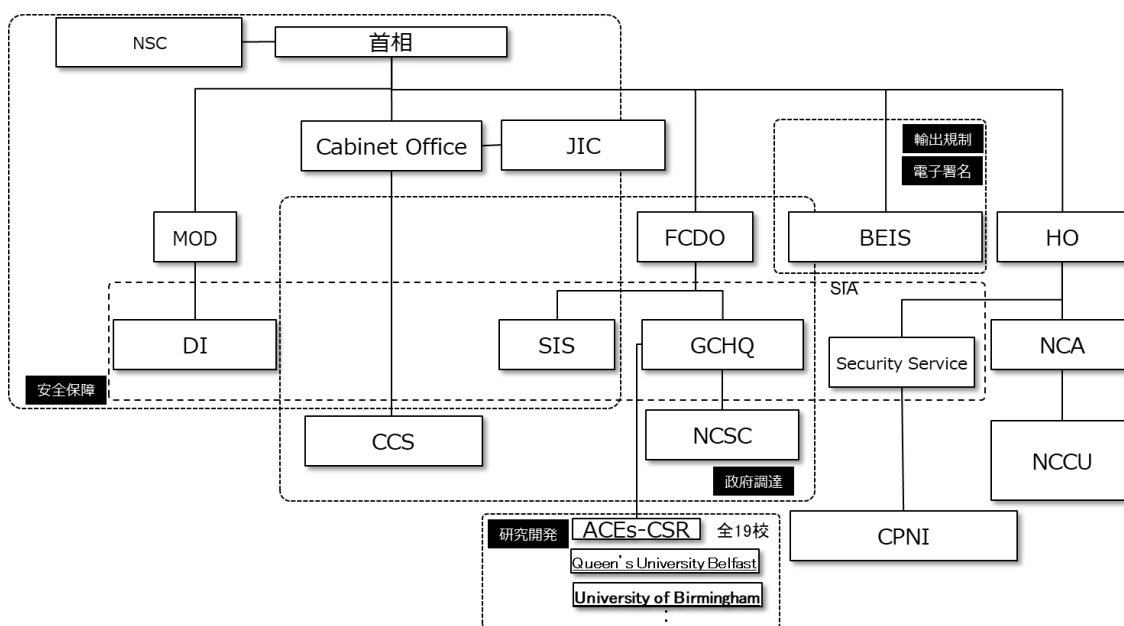 NSC
首相
Cabinet Office
JIC
輸出規制
電子署名
MOD
FCDO
BEIS
HO
SIA
DI
SIS
GCHQ
Security Service
NCA
安全保障
CCS
NCSC
NCCU
政府調達
研究開発
ACEs-CSR
全19校
CPNI
Queen's University Belfast
University of Birmingham
：